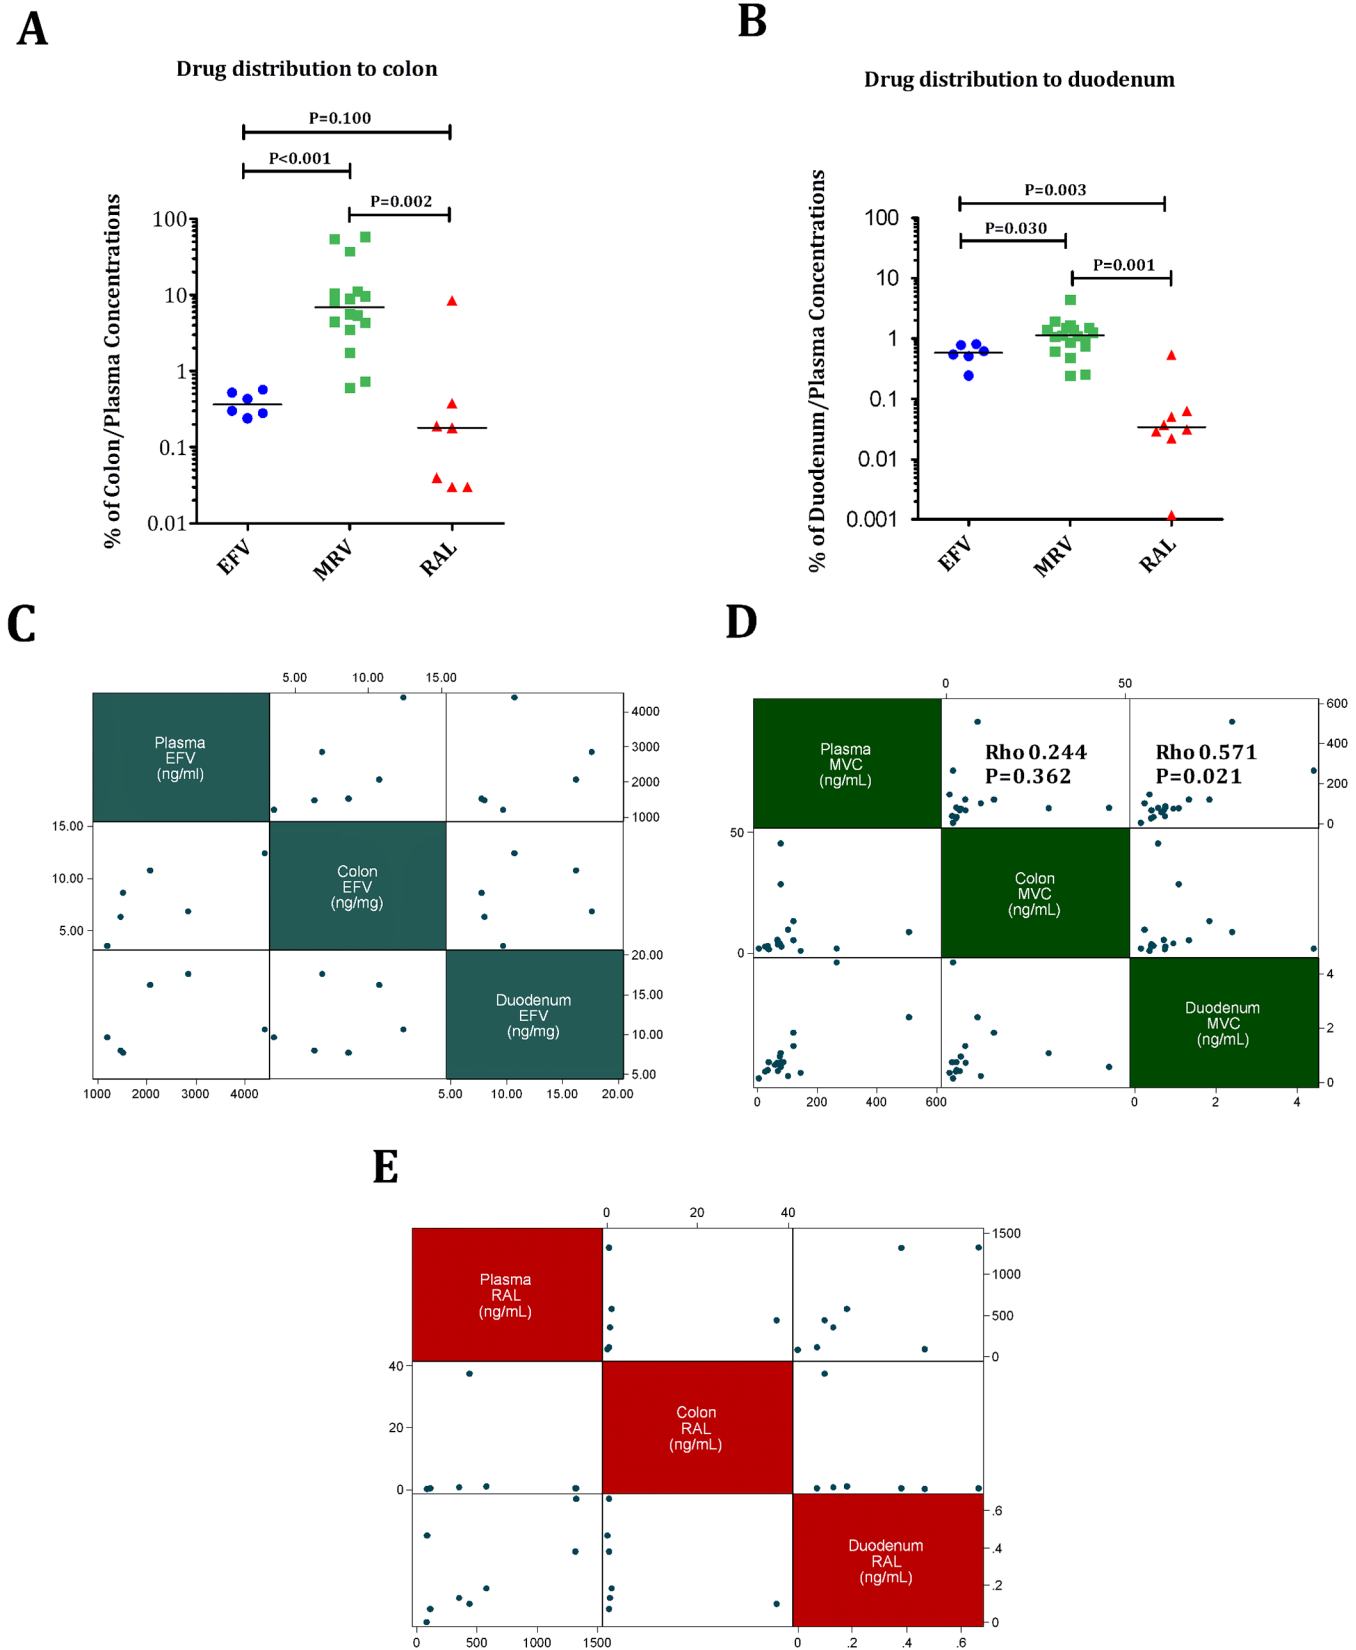 A
Drug distribution to colon
P=0.100
P<0.001
P=0.002
% of Colon/Plasma Concentrations
100
10
1
0.1
0.01
EFV
MRV
RAL
B
Drug distribution to duodenum
P=0.003
P=0.030
P=0.001
% of Duodenum/Plasma Concentrations
100
10
1
0.1
0.01
0.001
EFV
MRV
RAL
C
5.00 10.00 15.00
Plasma
EFV
(ng/ml)
4000
3000
2000
1000
15.00
10.00
5.00
Colon
EFV
(ng/mg)
Duodenum
EFV
(ng/mg)
20.00
15.00
10.00
5.00
1000 2000 3000 4000
5.00 10.00 15.00 20.00
D
0 50
Plasma
MVC
(ng/mL)
Rho 0.244
P=0.362
Rho 0.571
P=0.021
600
400
200
0
50
0
Colon
MVC
(ng/mL)
Duodenum
MVC
(ng/mL)
4
2
0
0 200 400 600
0 2 4
E
0 20 40
Plasma
RAL
(ng/mL)
1500
1000
500
0
40
20
0
Colon
RAL
(ng/mL)
Duodenum
RAL
(ng/mL)
.6
.4
.2
0
0 500 1000 1500
0 .2 .4 .6